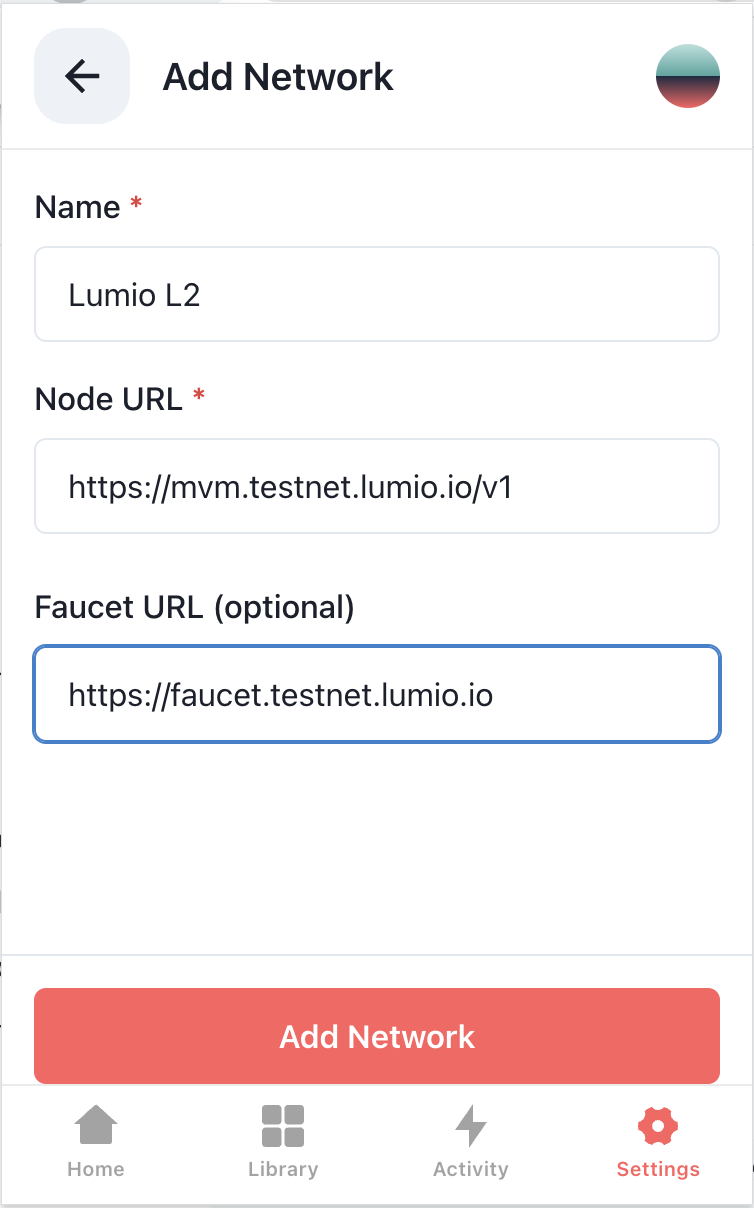 Add Network
Name *
Lumio L2
Node URL *
https://mvm.testnet.lumio.io/v1
Faucet URL (optional)
https://faucet.testnet.lumio.io
Add Network
Home
Library
Activity
Settings